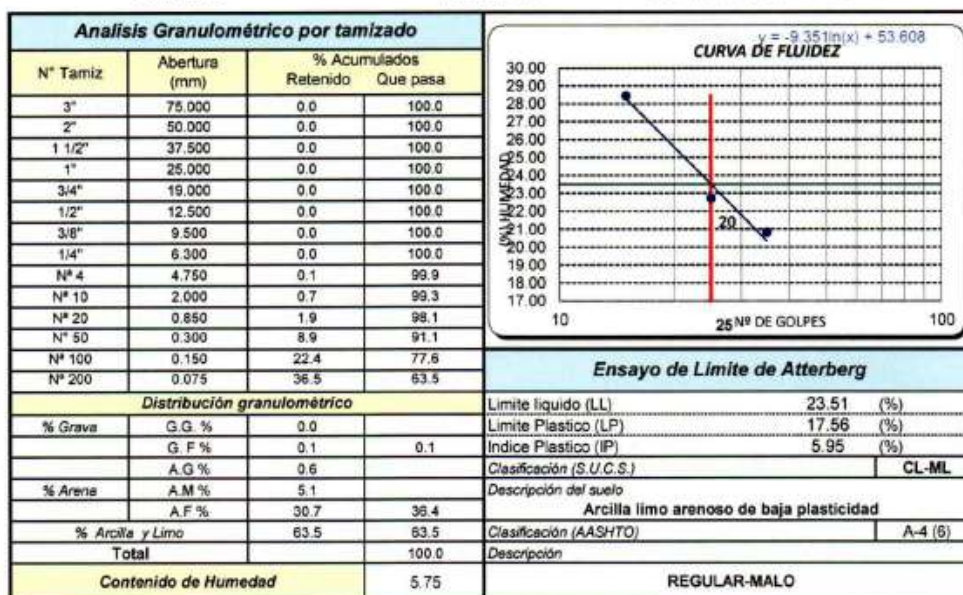 Analisis Granulométrico por tamizado
N° Tamiz Abertura (mm) % Acumulados Retenido Que pasa
3" 75.000 0.0 100.0
2" 50.000 0.0 100.0
1 1/2" 37.500 0.0 100.0
1" 25.000 0.0 100.0
3/4" 19.000 0.0 100.0
1/2" 12.500 0.0 100.0
3/8" 9.500 0.0 100.0
1/4" 6.300 0.0 100.0
Nª 4 4.750 0.1 99.9
Nª 10 2.000 0.7 99.3
Nª 20 0.850 1.9 98.1
N° 50 0.300 8.9 91.1
Nª 100 0.150 22.4 77.6
Nª 200 0.075 36.5 63.5
Distribución granulométrico
% Grava G.G. % 0.0
G. F % 0.1 0.1
A.G % 0.6
% Arena A.M % 5.1
A.F % 30.7 36.4
% Arcilla y Limo 63.5 63.5
Total 100.0
Contenido de Humedad 5.75
y = -9.351ln(x) + 53.608
CURVA DE FLUIDEZ
30.00
29.00
28.00
27.00
26.00
25.00
24.00
23.00
22.00
21.00
20.00
19.00
18.00
17.00
(%) HUMEDAD
20
10 25 Nº DE GOLPES 100
Ensayo de Limite de Atterberg
Limite liquido (LL) 23.51 (%)
Limite Plastico (LP) 17.56 (%)
Indice Plastico (IP) 5.95 (%)
Clasificación (S.U.C.S.) CL-ML
Descripción del suelo
Arcilla limo arenoso de baja plasticidad
Clasificación (AASHTO) A-4 (6)
Descripción
REGULAR-MALO